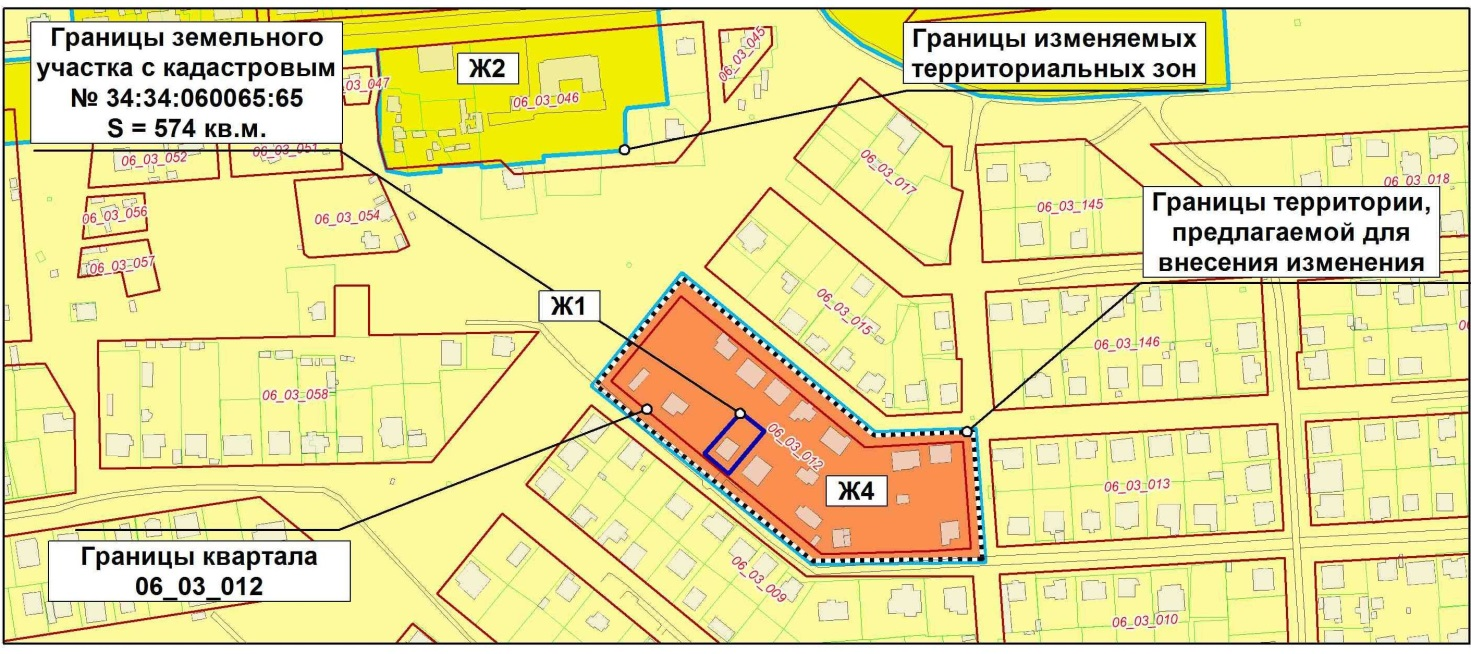 Границы земельного
участка с кадастровым
№ 34:34:060065:65
S = 574 кв.м.
Ж2
03_047
06_03_046
06_03_045
Границы изменяемых
территориальных зон
06_03_052
06_03_051
06_03_017
06_03_018
06_03_056
06_03_054
06_03_145
Границы территории,
предлагаемой для
внесения изменения
06_03_057
Ж1
06_03_015
06_03_146
06_03_058
06_03_012
06_03_013
Ж4
Границы квартала
06_03_012
06_03_009
06_03_010